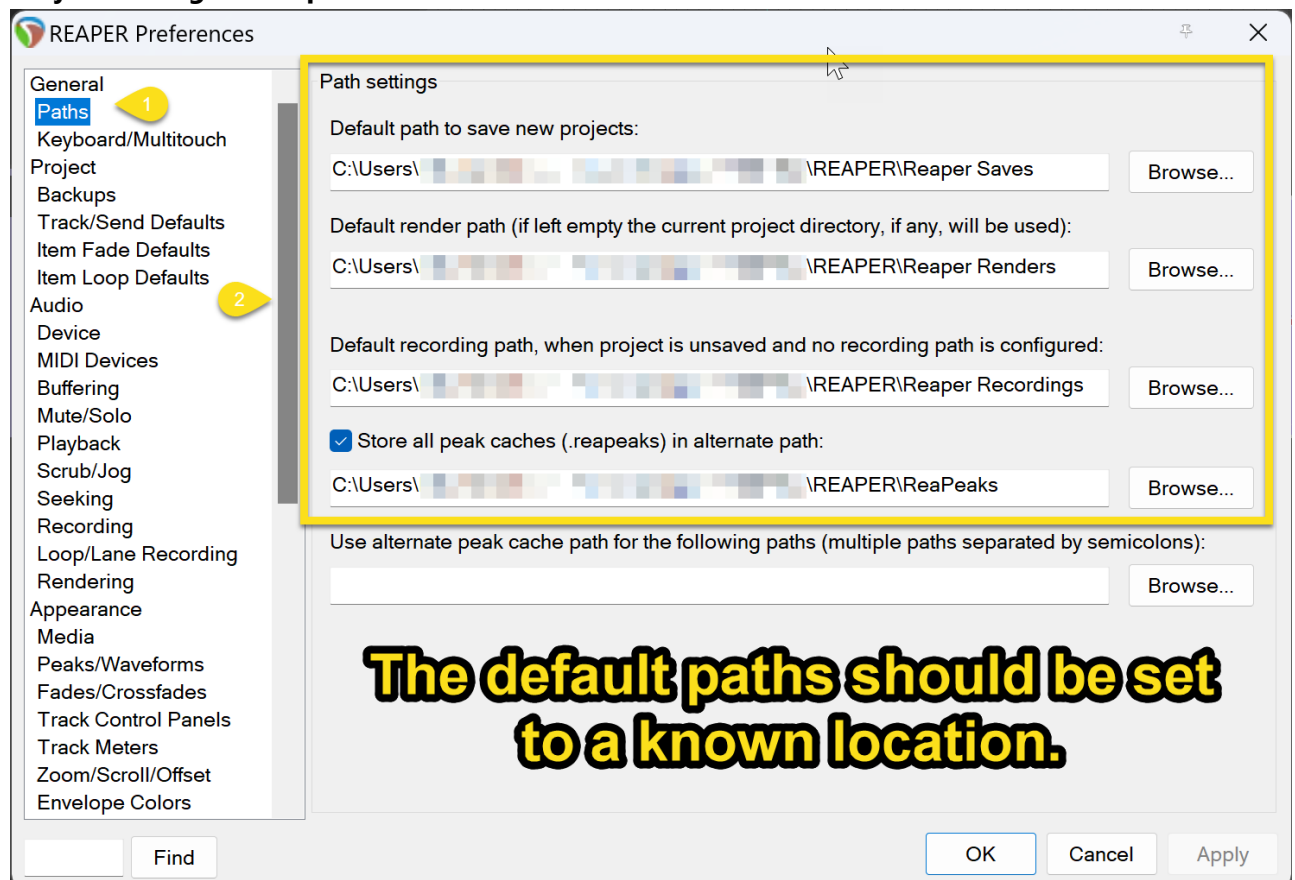 REAPER Preferences
General
Paths
1
Keyboard/Multitouch
Project
Backups
Track/Send Defaults
Item Fade Defaults
Item Loop Defaults
2
Audio
Device
MIDI Devices
Buffering
Mute/Solo
Playback
Scrub/Jog
Seeking
Recording
Loop/Lane Recording
Rendering
Appearance
Media
Peaks/Waveforms
Fades/Crossfades
Track Control Panels
Track Meters
Zoom/Scroll/Offset
Envelope Colors
Find
Path settings
Default path to save new projects:
C:\Users\ \REAPER\Reaper Saves
Browse...
Default render path (if left empty the current project directory, if any, will be used):
C:\Users\ \REAPER\Reaper Renders
Browse...
Default recording path, when project is unsaved and no recording path is configured:
C:\Users\ \REAPER\Reaper Recordings
Browse...
Store all peak caches (.reapeaks) in alternate path:
C:\Users\ \REAPER\ReaPeaks
Browse...
Use alternate peak cache path for the following paths (multiple paths separated by semicolons):
Browse...
The default paths should be set
to a known location.
OK
Cancel
Apply